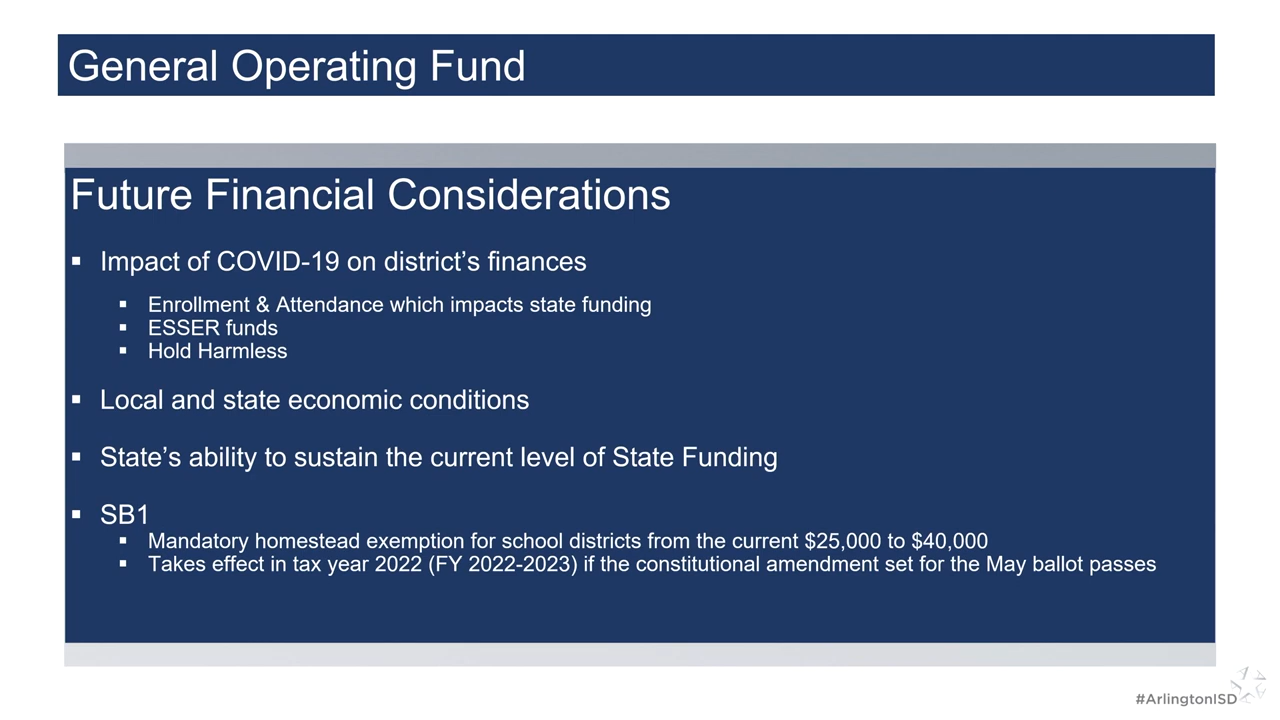 General Operating Fund
Future Financial Considerations
▪ Impact of COVID-19 on district’s finances
▪ Enrollment & Attendance which impacts state funding
▪ ESSER funds
▪ Hold Harmless
▪ Local and state economic conditions
▪ State’s ability to sustain the current level of State Funding
▪ SB1
▪ Mandatory homestead exemption for school districts from the current $25,000 to $40,000
▪ Takes effect in tax year 2022 (FY 2022-2023) if the constitutional amendment set for the May ballot passes
#ArlingtonISD